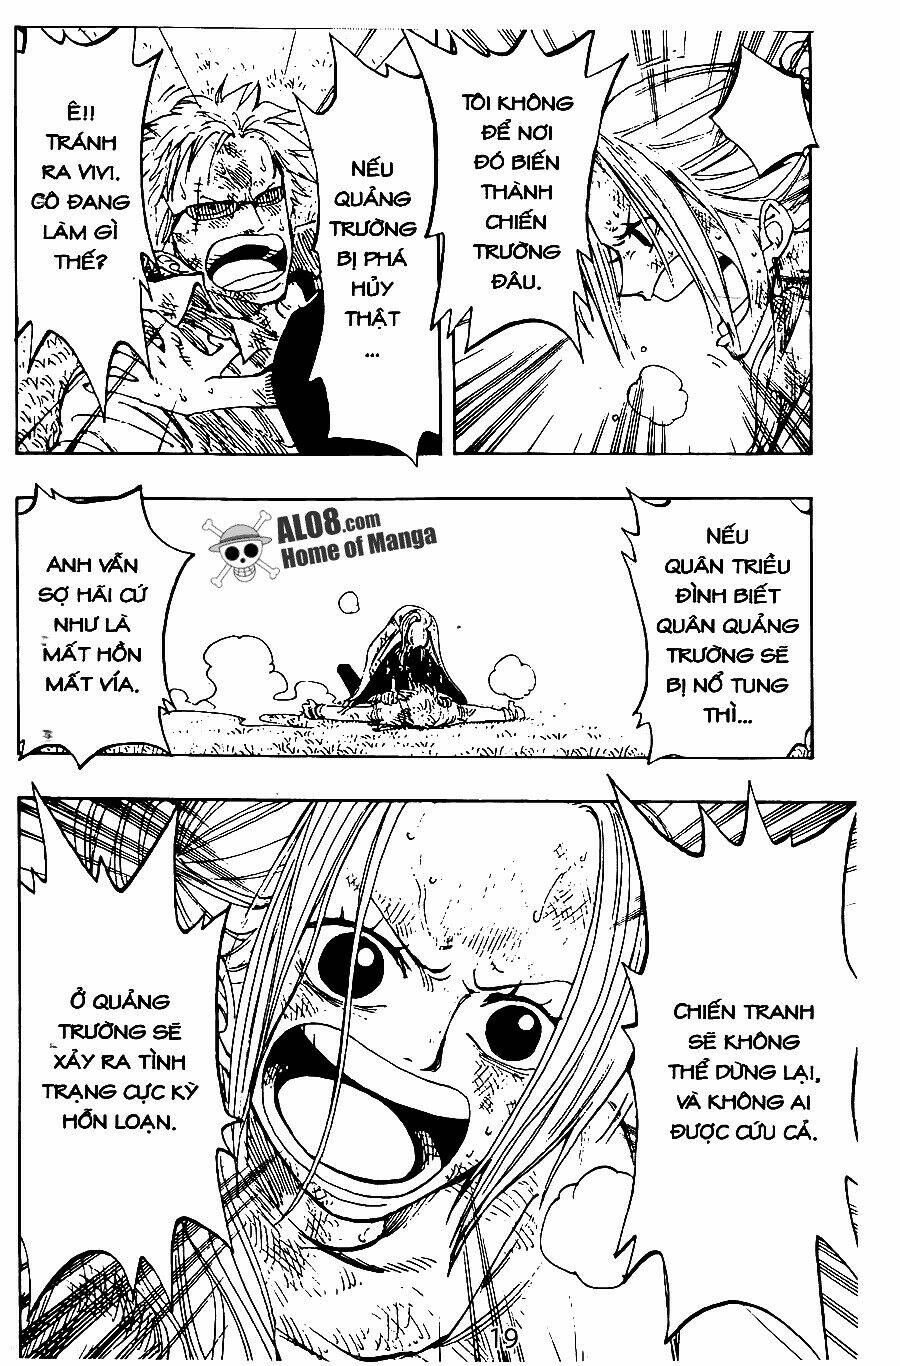 TÔI KHÔNG
ĐỂ NƠI
ĐÓ BIẾN
THÀNH
CHIẾN
TRƯỜNG
ĐÂU.
NẾU
QUẢNG
TRƯỜNG
BỊ PHÁ
HỦY
THẬT
...
Ê!!
TRÁNH
RA VIVI.
CÔ ĐANG
LÀM GÌ
THẾ?
NẾU
QUÂN TRIỀU
ĐÌNH BIẾT
QUÂN QUẢNG
TRƯỜNG SẼ
BỊ NỔ TUNG
THÌ...
AL08.com
Home of Manga
ANH VẪN
SỢ HÃI CỨ
NHƯ LÀ
MẤT HỒN
MẤT VÍA.
CHIẾN TRANH
SẼ KHÔNG
THỂ DỪNG LẠI,
VÀ KHÔNG AI
ĐƯỢC CỨU CẢ.
Ở QUẢNG
TRƯỜNG SẼ
XẢY RA TÌNH
TRẠNG CỰC KỲ
HỖN LOẠN.
19